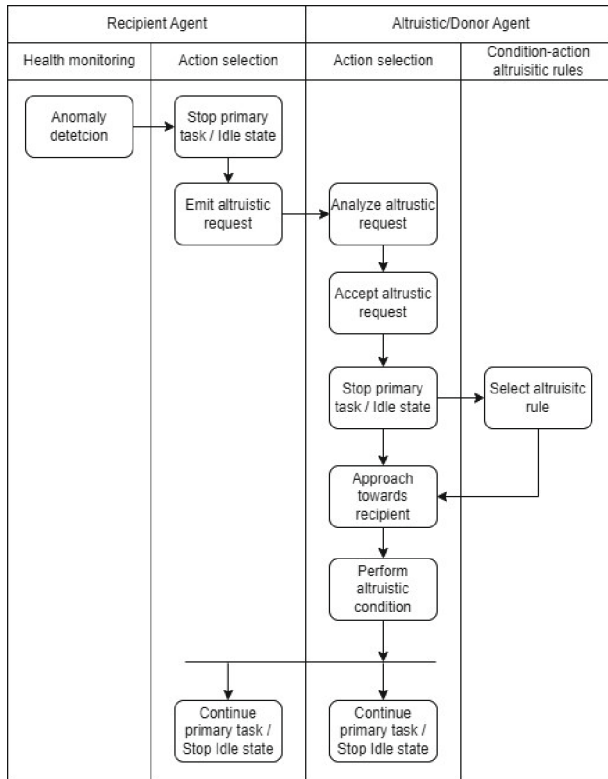 Recipient Agent
Altruistic/Donor Agent
Health monitoring
Action selection
Action selection
Condition-action
altruisitic rules
Anomaly
detetcion
Stop primary
task / Idle state
Emit altruistic
request
Analyze altrustic
request
Accept altrustic
request
Stop primary
task / Idle state
Select altruisitc
rule
Approach
towards
recipient
Perform
altruistic
condition
Continue
primary task /
Stop Idle state
Continue
primary task /
Stop Idle state